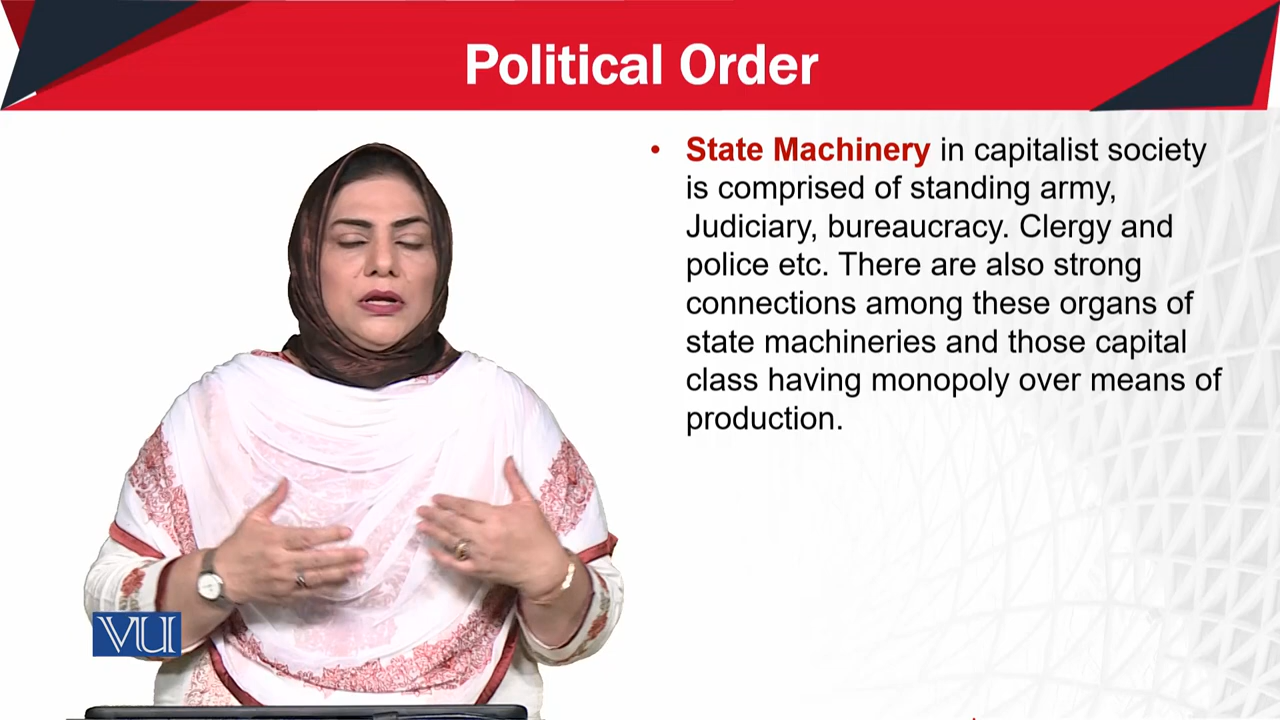 Political Order
• State Machinery in capitalist society
is comprised of standing army,
Judiciary, bureaucracy. Clergy and
police etc. There are also strong
connections among these organs of
state machineries and those capital
class having monopoly over means of
production.
VU